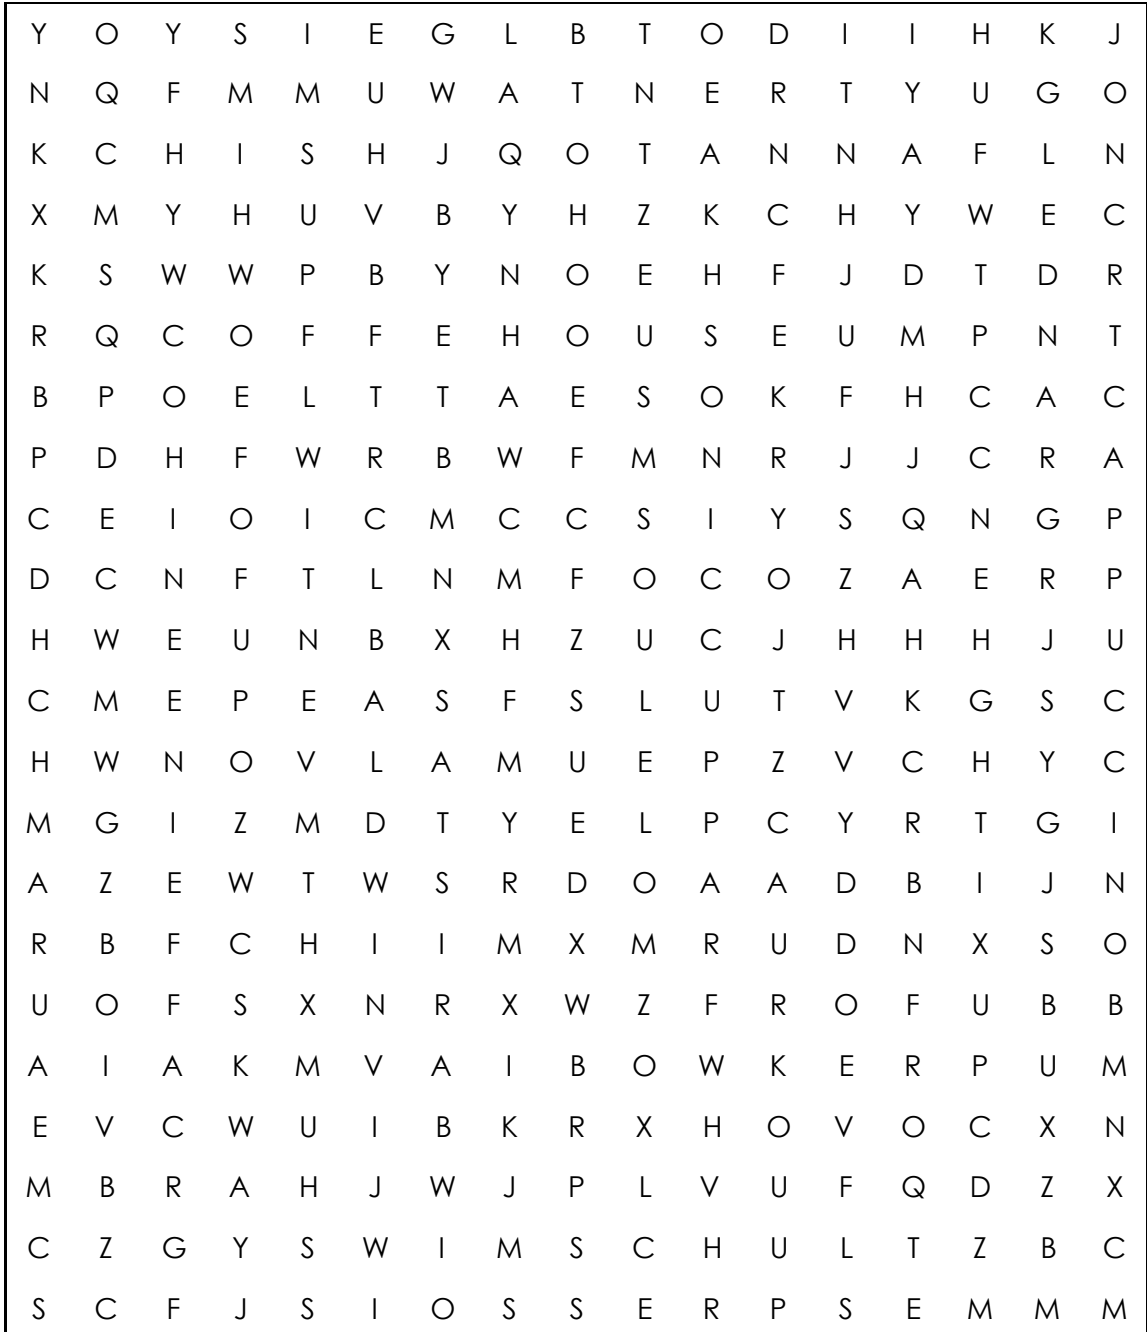 Y O Y S I E G L B T O D I I H K J
N Q F M M U W A T N E R T Y U G O
K C H I S H J Q O T A N N A F L N
X M Y H U V B Y H Z K C H Y W E C
K S W W P B Y N O E H F J D T D R
R Q C O F F E H O U S E U M P N T
B P O E L T T A E S O K F H C A C
P D H F W R B W F M N R J J C R A
C E I O I C M C C S I Y S Q N G P
D C N F T L N M F O C O Z A E R P
H W E U N B X H Z U C J H H H J U
C M E P E A S F S L U T V K G S C
H W N O V L A M U E P Z V C H Y C
M G I Z M D T Y E L P C Y R T G I
A Z E W T W S R D O A A D B I J N
R B F C H I I M X M R U D N X S O
U O F S X N R X W Z F R O F U B B
A I A K M V A I B O W K E R P U M
E V C W U I B K R X H O V O C X N
M B R A H J W J P L V U F Q D Z X
C Z G Y S W I M S C H U L T Z B C
S C F J S I O S S E R P S E M M M